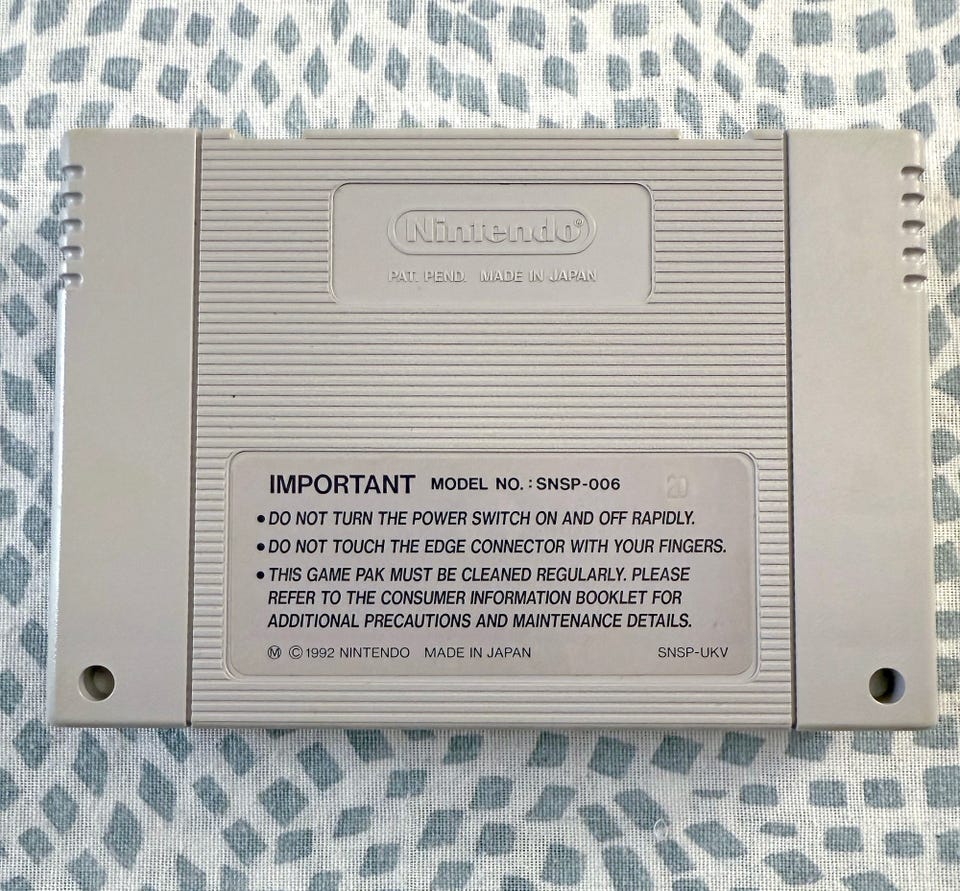 Nintendo®
PAT. PEND. MADE IN JAPAN
IMPORTANT MODEL NO. : SNSP-006 20
● DO NOT TURN THE POWER SWITCH ON AND OFF RAPIDLY.
● DO NOT TOUCH THE EDGE CONNECTOR WITH YOUR FINGERS.
● THIS GAME PAK MUST BE CLEANED REGULARLY. PLEASE
REFER TO THE CONSUMER INFORMATION BOOKLET FOR
ADDITIONAL PRECAUTIONS AND MAINTENANCE DETAILS.
Ⓜ ©1992 NINTENDO MADE IN JAPAN SNSP-UKV